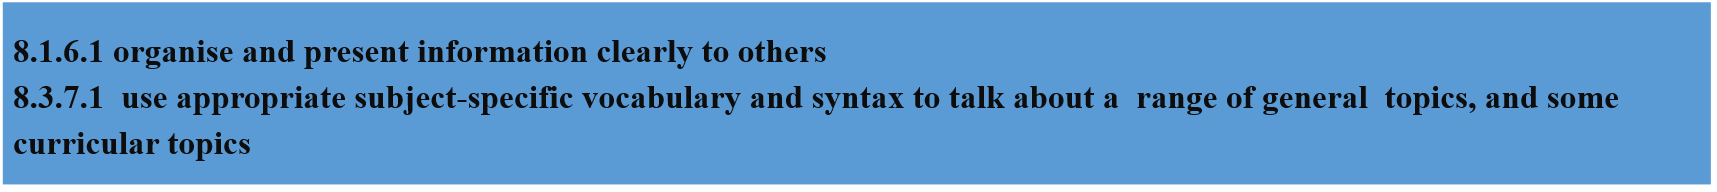 8.1.6.1 organise and present information clearly to others
8.3.7.1  use appropriate subject-specific vocabulary and syntax to talk about a  range of general  topics, and some
curricular topics